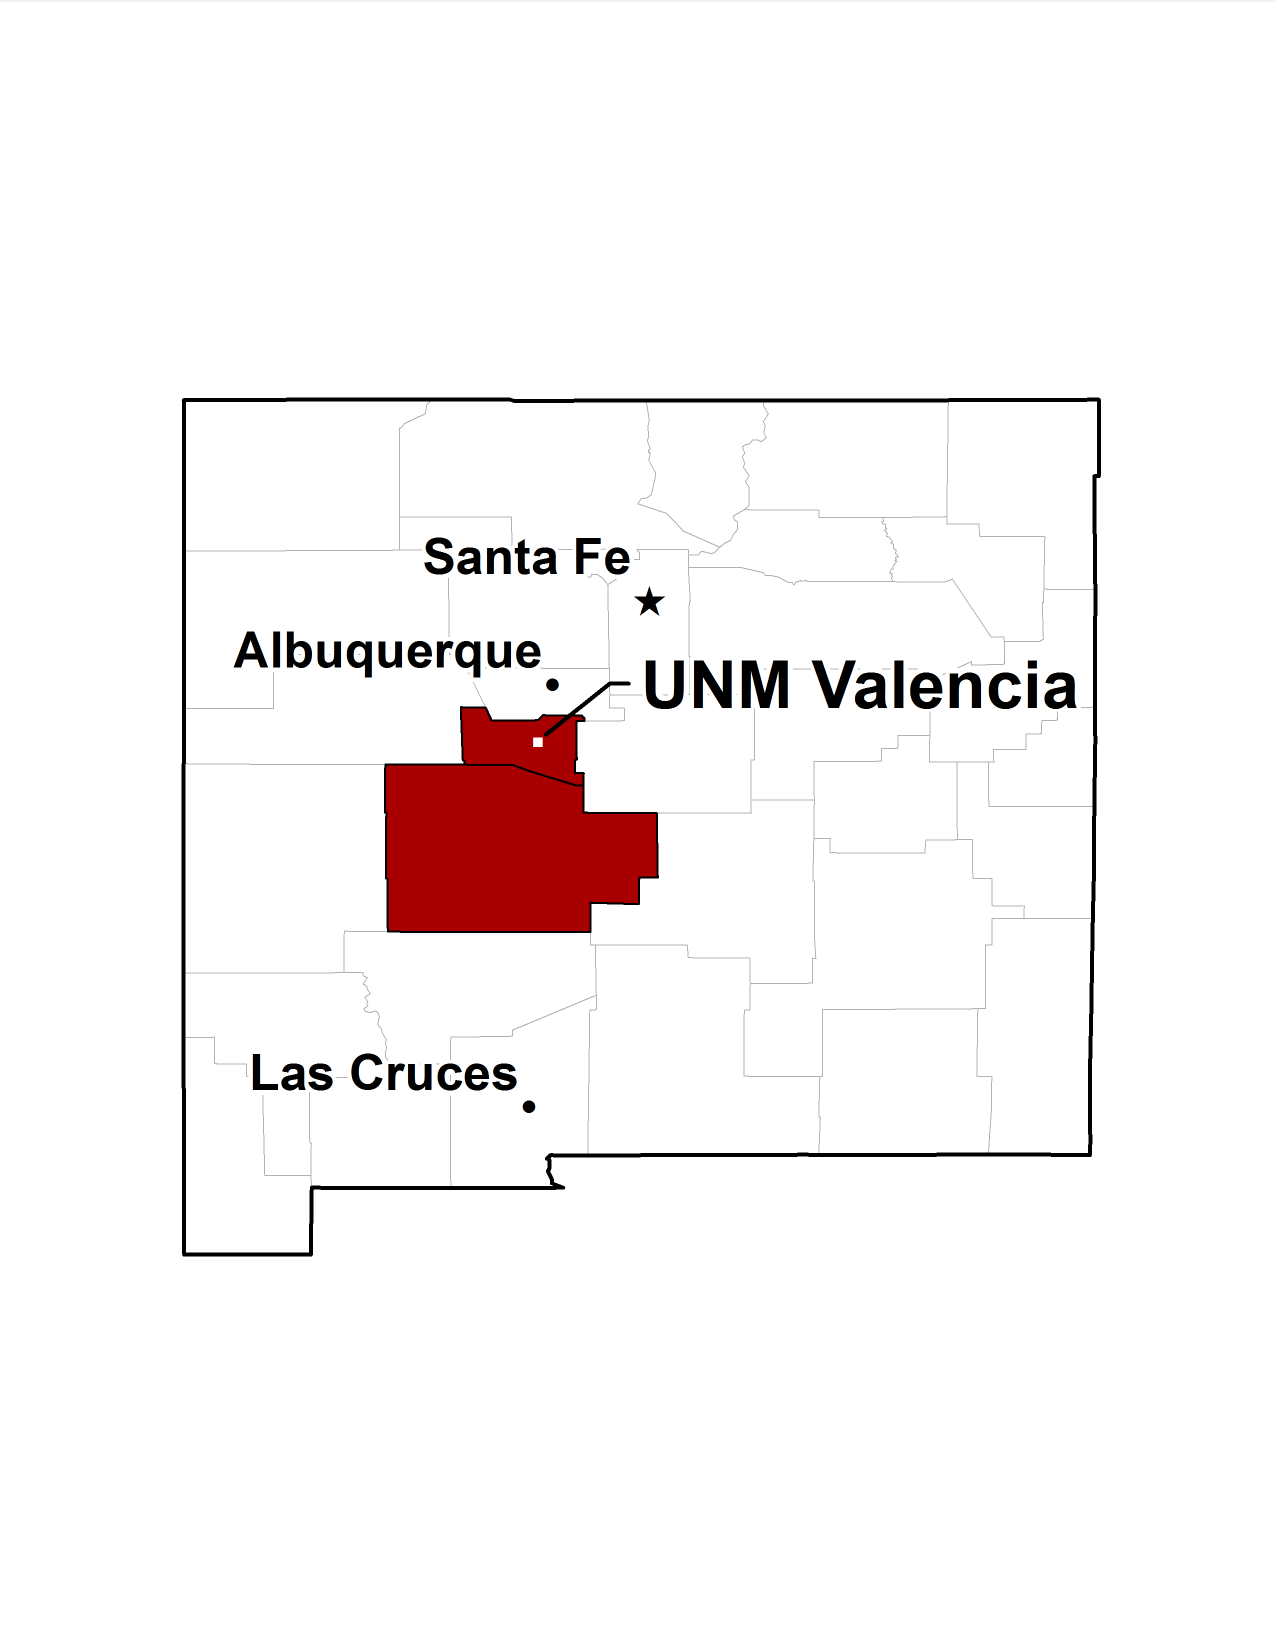 Santa Fe
Albuquerque
UNM Valencia
Las Cruces